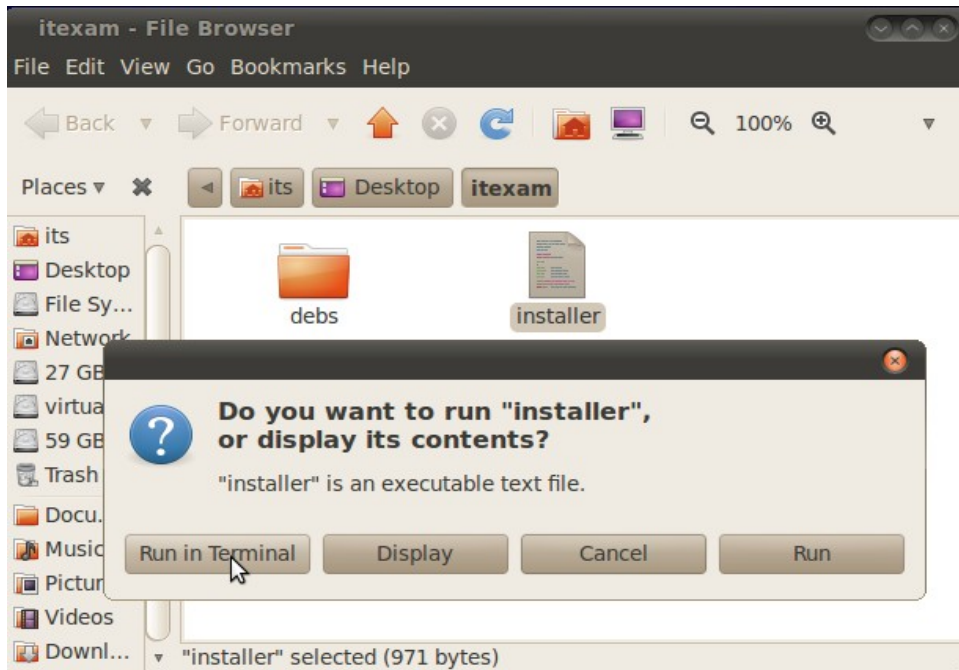 itexam - File Browser
File Edit View Go Bookmarks Help
Back Forward 100%
Places its Desktop itexam
its
Desktop
File Sy...
Network
27 GB
virtua
59 GB
Trash
Docu.
Music
Pictur
Videos
Downl...
debs
installer
Do you want to run "installer",
or display its contents?
"installer" is an executable text file.
Run in Terminal Display Cancel Run
"installer" selected (971 bytes)